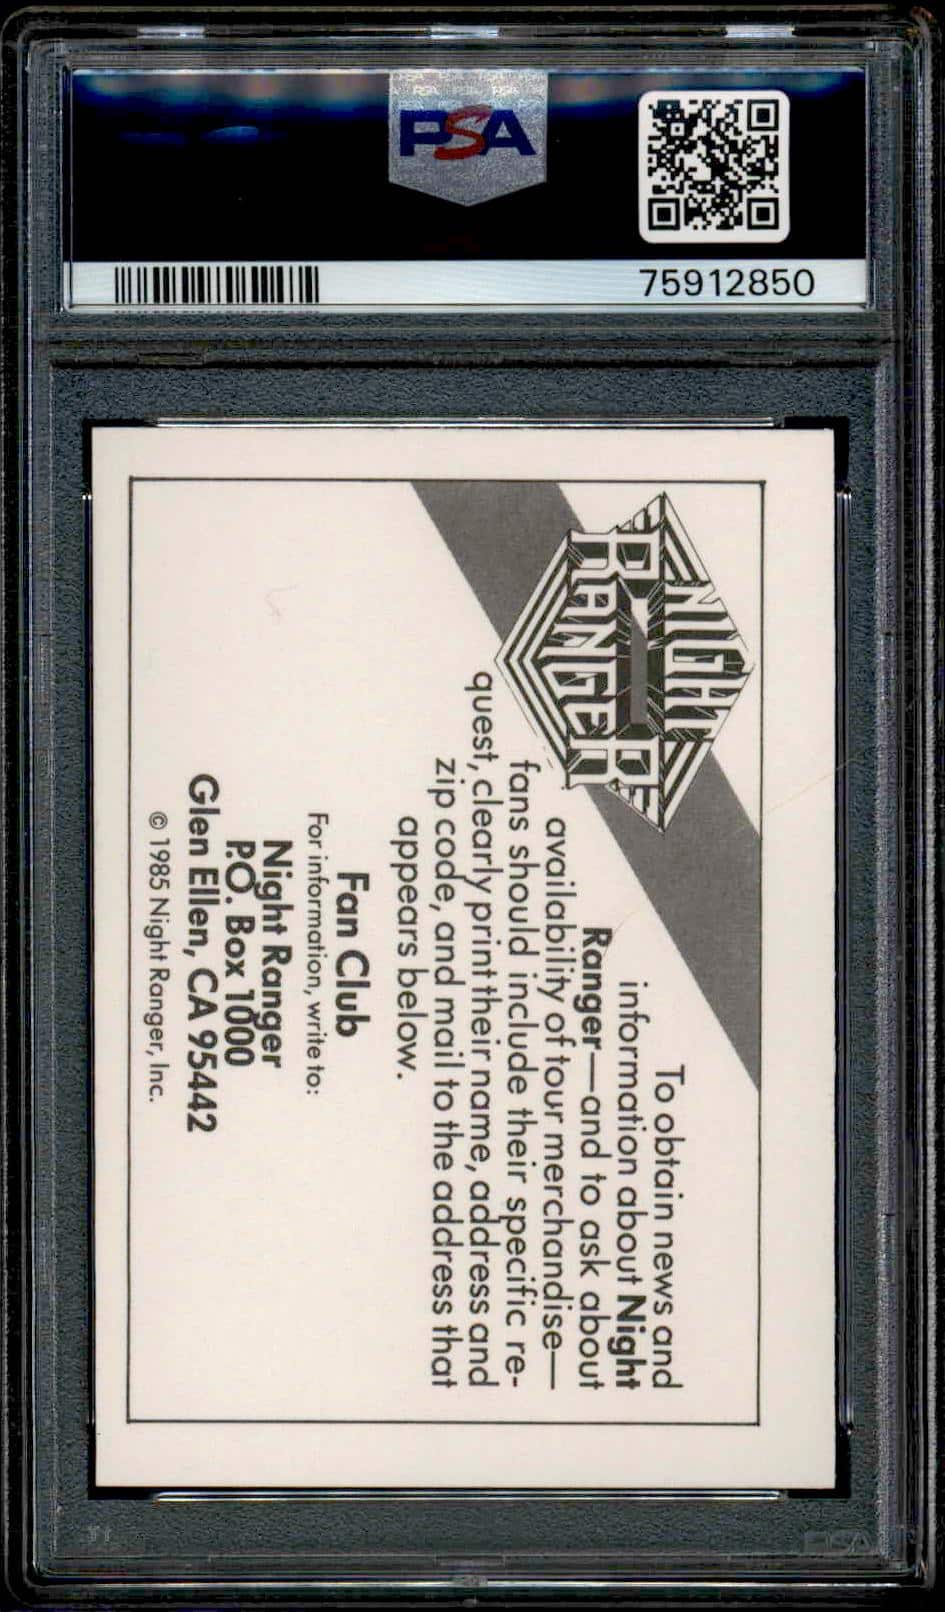 PSA
75912850
NIGHT
RANGER
To obtain news and
information about Night
Ranger—and to ask about
availability of tour merchandise—
fans should include their specific re-
quest, clearly print their name, address and
zip code, and mail to the address that
appears below.
Fan Club
For information, write to:
Night Ranger
P.O. Box 1000
Glen Ellen, CA 95442
© 1985 Night Ranger, Inc.
PSA